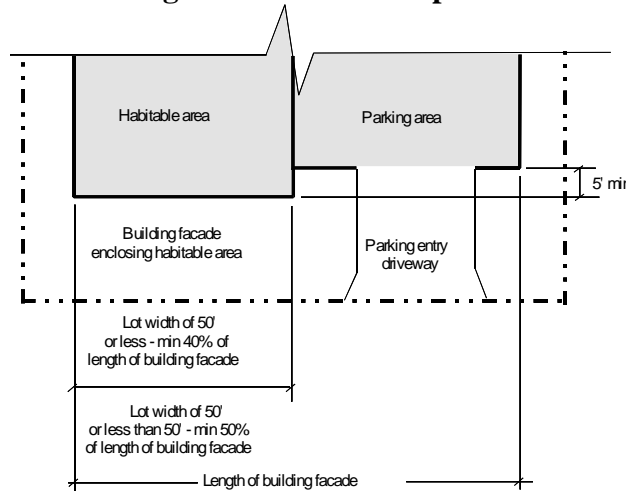 Habitable area
Parking area
5' min
Building facade
enclosing habitable area
Parking entry
driveway
Lot width of 50'
or less - min 40% of
length of building facade
Lot width of 50'
or less than 50' - min 50%
of length of building facade
Length of building facade